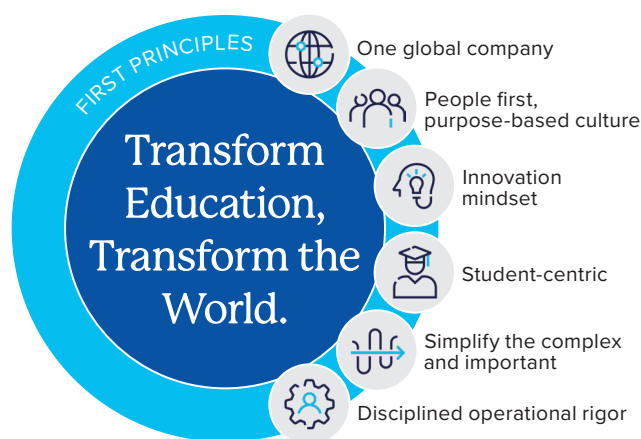 FIRST PRINCIPLES
Transform
Education,
Transform the
World.
One global company
People first,
purpose-based culture
Innovation
mindset
Student-centric
Simplify the complex
and important
Disciplined operational rigor